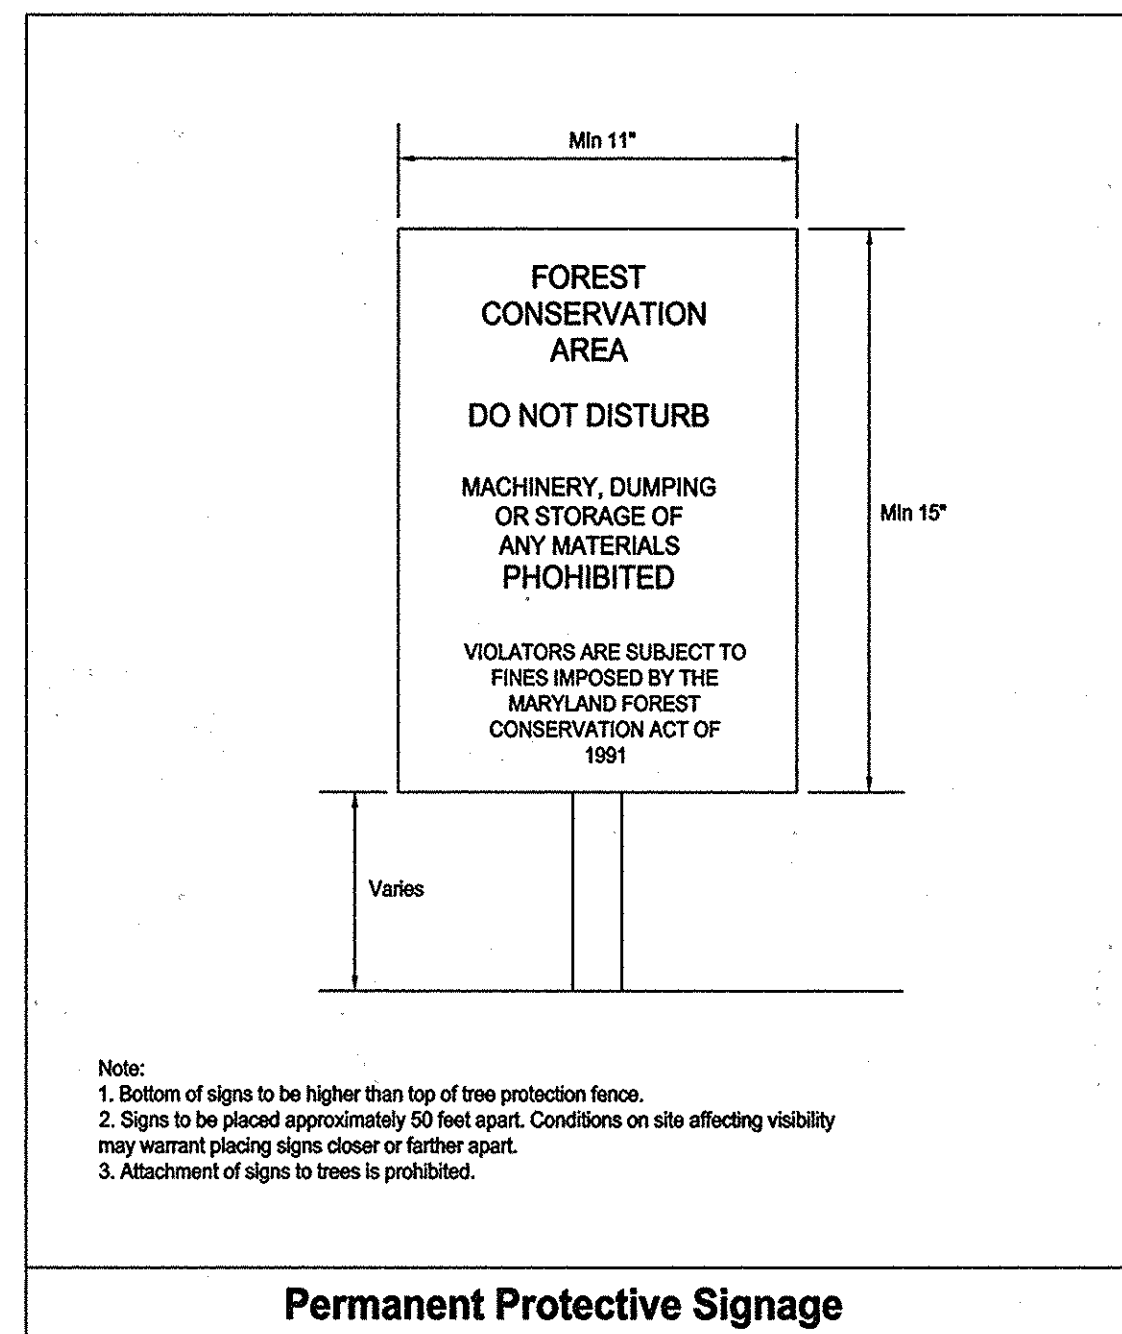 Min 11"
FOREST
CONSERVATION
AREA
DO NOT DISTURB
MACHINERY, DUMPING
OR STORAGE OF
ANY MATERIALS
PHOHIBITED
Min 15"
VIOLATORS ARE SUBJECT TO
FINES IMPOSED BY THE
MARYLAND FOREST
CONSERVATION ACT OF
1991
Varies
Note:
1. Bottom of signs to be higher than top of tree protection fence.
2. Signs to be placed approximately 50 feet apart. Conditions on site affecting visibility
may warrant placing signs closer or farther apart.
3. Attachment of signs to trees is prohibited.
Permanent Protective Signage